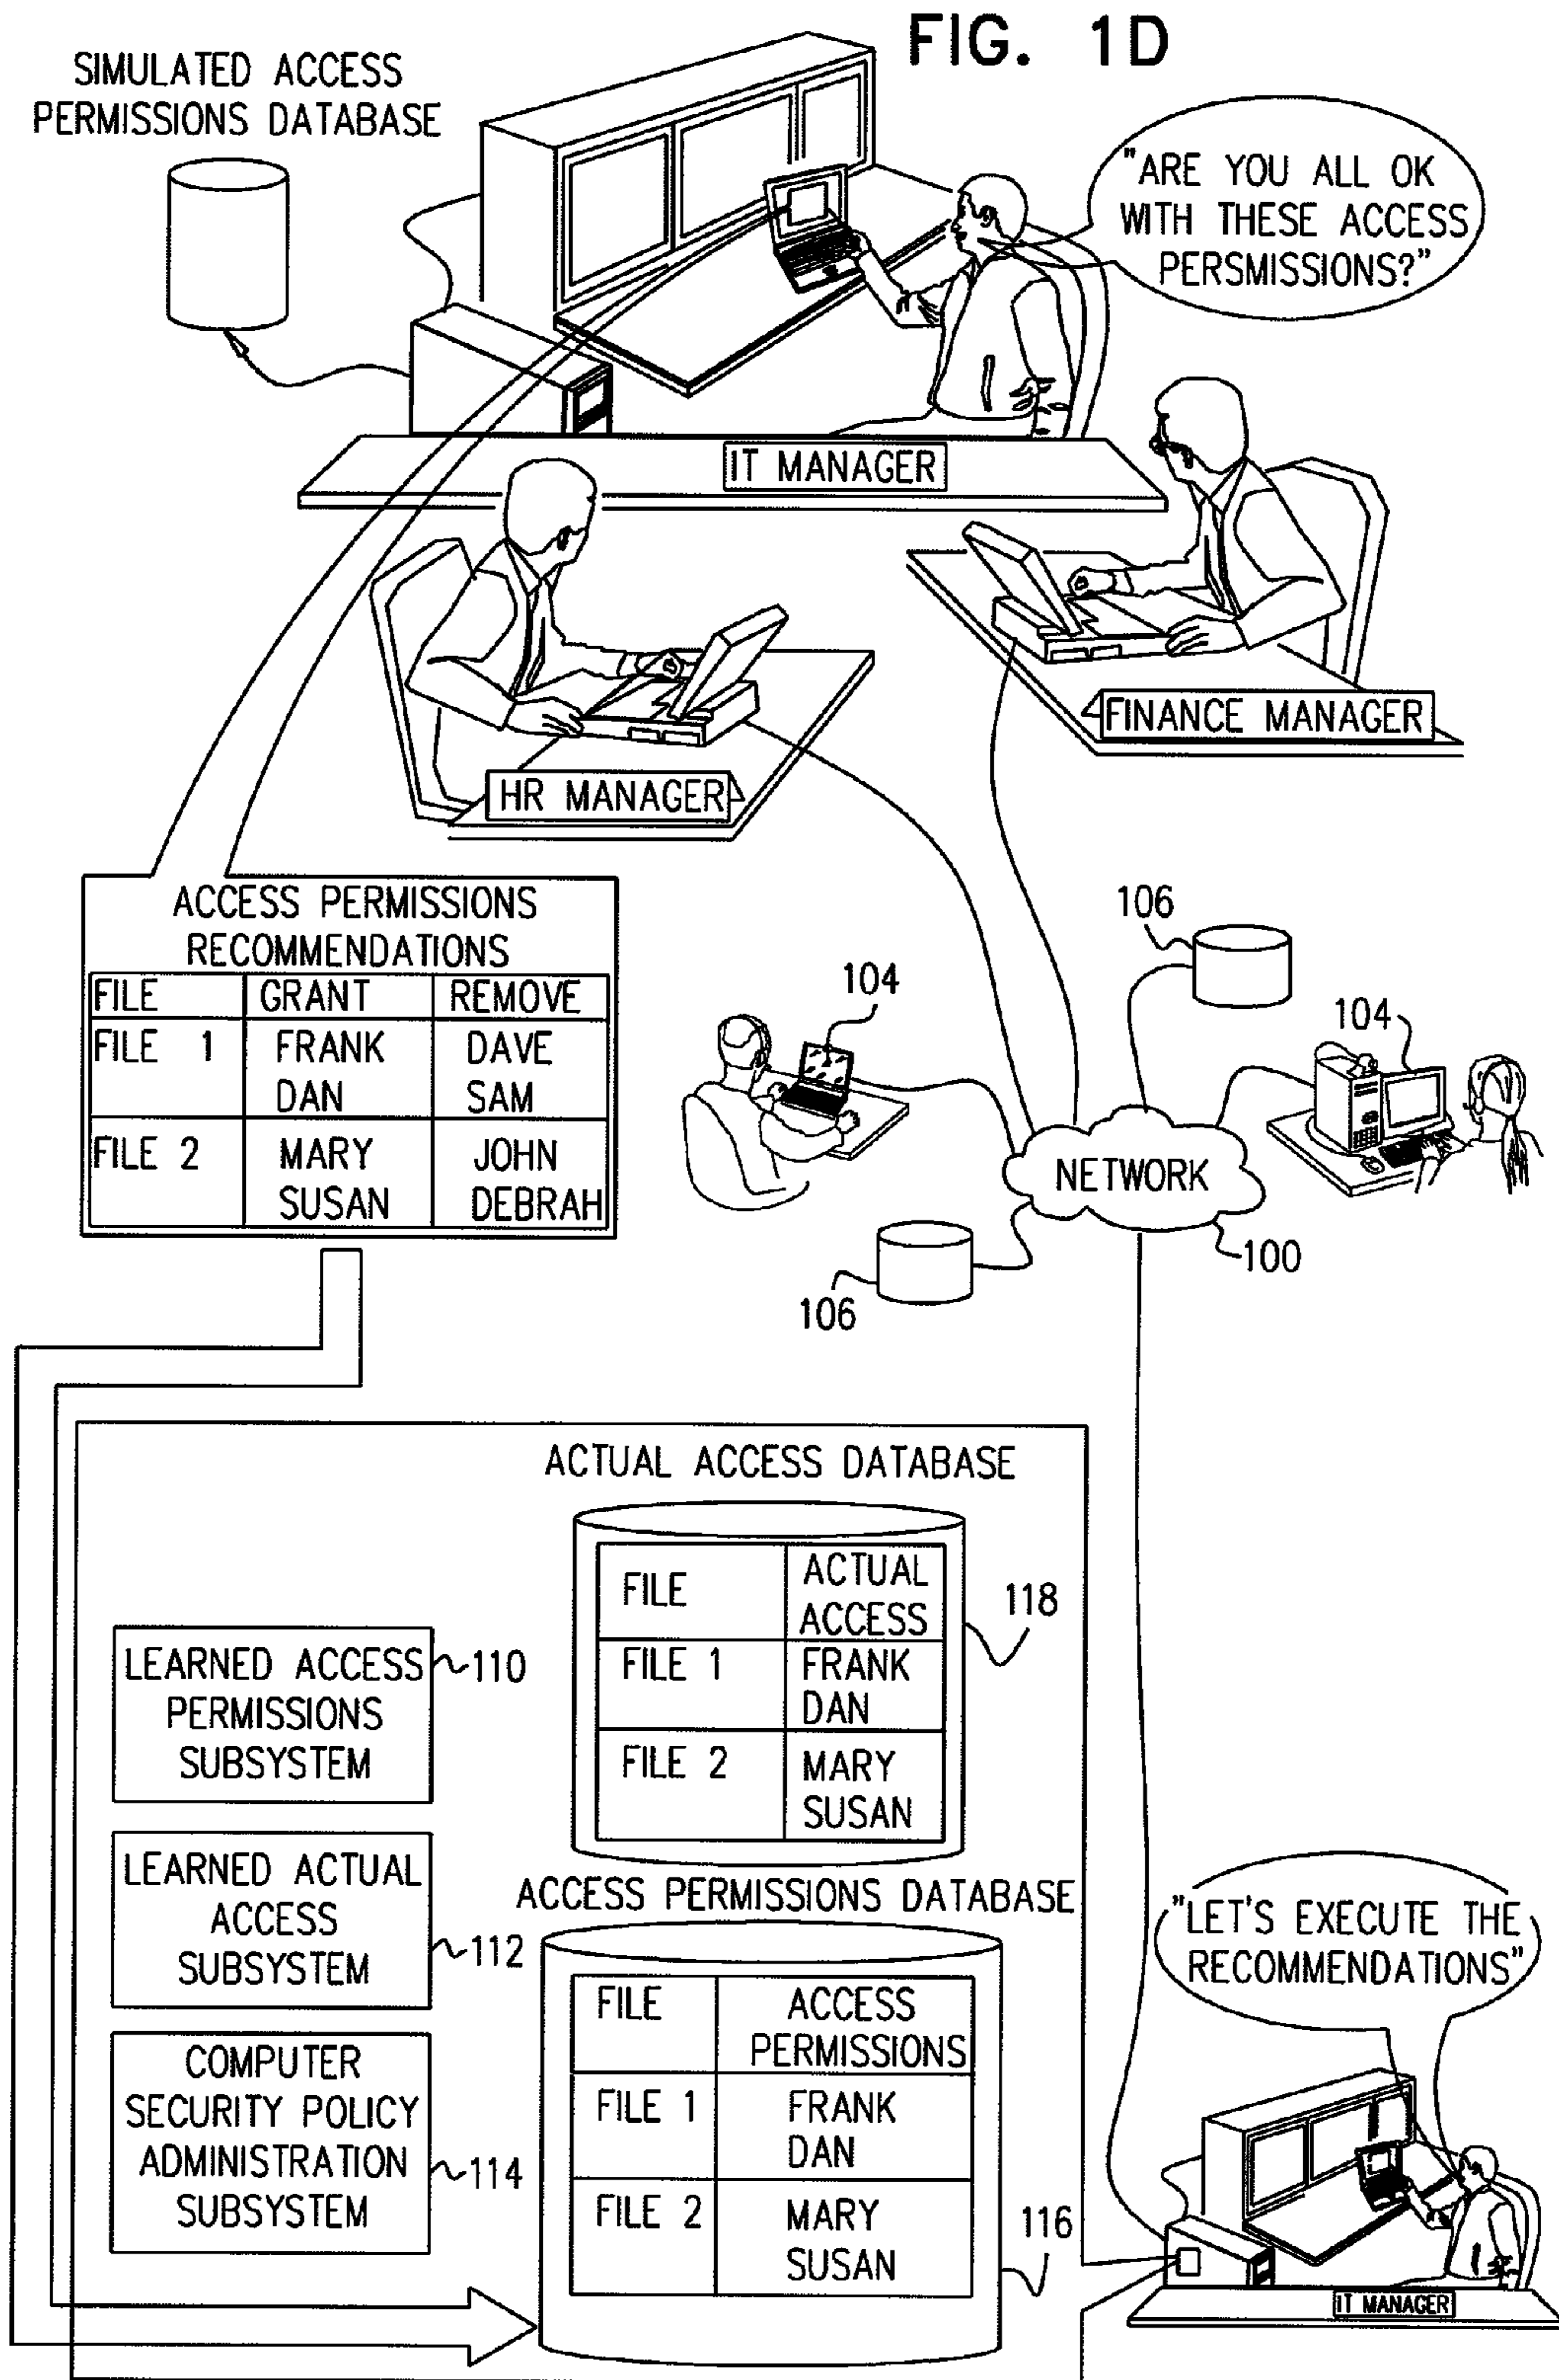 FIG. 1D
SIMULATED ACCESS
PERMISSIONS DATABASE
"ARE YOU ALL OK
WITH THESE ACCESS
PERSMISSIONS?"
IT MANAGER
FINANCE MANAGER
HR MANAGER
ACCESS PERMISSIONS
RECOMMENDATIONS
FILE GRANT REMOVE
FILE 1 FRANK DAVE
DAN SAM
FILE 2 MARY JOHN
SUSAN DEBRAH
106
104
104
NETWORK
100
106
ACTUAL ACCESS DATABASE
FILE ACTUAL
ACCESS
FILE 1 FRANK
DAN
FILE 2 MARY
SUSAN
118
LEARNED ACCESS
PERMISSIONS
SUBSYSTEM
110
LEARNED ACTUAL
ACCESS
SUBSYSTEM
112
COMPUTER
SECURITY POLICY
ADMINISTRATION
SUBSYSTEM
114
ACCESS PERMISSIONS DATABASE
FILE ACCESS
PERMISSIONS
FILE 1 FRANK
DAN
FILE 2 MARY
SUSAN
116
"LET'S EXECUTE THE
RECOMMENDATIONS"
IT MANAGER